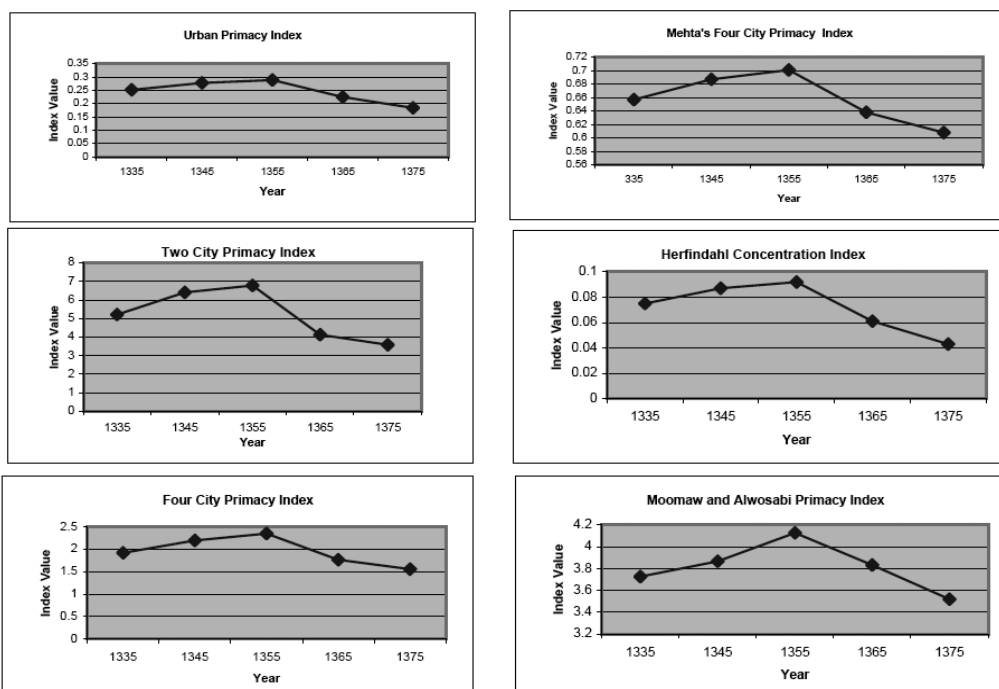 Urban Primacy Index
Index Value
0.35
0.3
0.25
0.2
0.15
0.1
0.05
0
1335 1345 1355 1365 1375
Year
Mehta's Four City Primacy Index
Index Value
0.72
0.7
0.68
0.66
0.64
0.62
0.6
0.58
0.56
335 1345 1355 1365 1375
Year
Two City Primacy Index
Index Value
8
7
6
5
4
3
2
1
0
1335 1345 1355 1365 1375
Year
Herfindahl Concentration Index
Index Value
0.1
0.08
0.06
0.04
0.02
0
1335 1345 1355 1365 1375
Year
Four City Primacy Index
Index Value
2.5
2
1.5
1
0.5
0
1335 1345 1355 1365 1375
Year
Moomaw and Alwosabi Primacy Index
Index Value
4.2
4
3.8
3.6
3.4
3.2
1335 1345 1355 1365 1375
Year